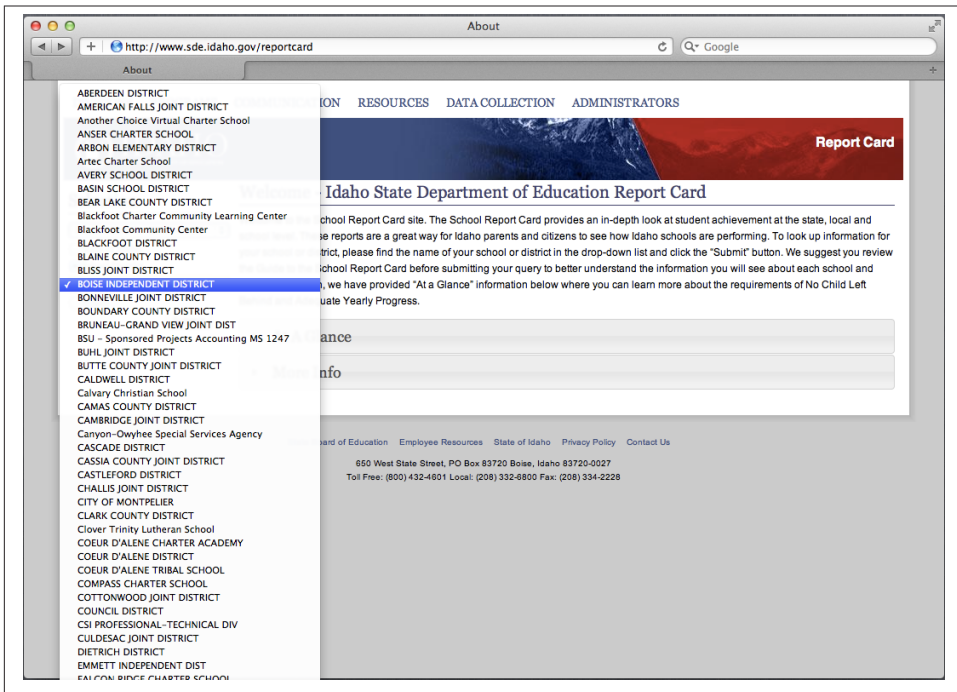 About
http://www.sde.idaho.gov/reportcard
Google
About
ABERDEEN DISTRICT
AMERICAN FALLS JOINT DISTRICT
Another Choice Virtual Charter School
ANSER CHARTER SCHOOL
ARBON ELEMENTARY DISTRICT
Artec Charter School
AVERY SCHOOL DISTRICT
BASIN SCHOOL DISTRICT
BEAR LAKE COUNTY DISTRICT
Blackfoot Charter Community Learning Center
Blackfoot Community Center
BLACKFOOT DISTRICT
BLAINE COUNTY DISTRICT
BLISS JOINT DISTRICT
✓ BOISE INDEPENDENT DISTRICT
BONNEVILLE JOINT DISTRICT
BOUNDARY COUNTY DISTRICT
BRUNEAU-GRAND VIEW JOINT DIST
BSU - Sponsored Projects Accounting MS 1247
BUHL JOINT DISTRICT
BUTTE COUNTY JOINT DISTRICT
CALDWELL DISTRICT
Calvary Christian School
CAMAS COUNTY DISTRICT
CAMBRIDGE JOINT DISTRICT
Canyon-Owyhee Special Services Agency
CASCADE DISTRICT
CASSIA COUNTY JOINT DISTRICT
CASTLEFORD DISTRICT
CHALLIS JOINT DISTRICT
CITY OF MONTPELIER
CLARK COUNTY DISTRICT
Clover Trinity Lutheran School
COEUR D'ALENE CHARTER ACADEMY
COEUR D'ALENE DISTRICT
COEUR D'ALENE TRIBAL SCHOOL
COMPASS CHARTER SCHOOL
COTTONWOOD JOINT DISTRICT
COUNCIL DISTRICT
CSI PROFESSIONAL-TECHNICAL DIV
CULDESAC JOINT DISTRICT
DIETRICH DISTRICT
EMMETT INDEPENDENT DIST
FALCON RIDGE CHARTER SCHOOL
RESOURCES DATA COLLECTION ADMINISTRATORS
Report Card
Welcome - Idaho State Department of Education Report Card
School Report Card site. The School Report Card provides an in-depth look at student achievement at the state, local and
reports are a great way for Idaho parents and citizens to see how Idaho schools are performing. To look up information for
please find the name of your school or district in the drop-down list and click the "Submit" button. We suggest you review
School Report Card before submitting your query to better understand the information you will see about each school and
we have provided "At a Glance" information below where you can learn more about the requirements of No Child Left
Yearly Progress.
Glance
More Info
of Education Employee Resources State of Idaho Privacy Policy Contact Us
650 West State Street, PO Box 83720 Boise, Idaho 83720-0027
Toll Free: (800) 432-4601 Local: (208) 332-6800 Fax: (208) 334-2228